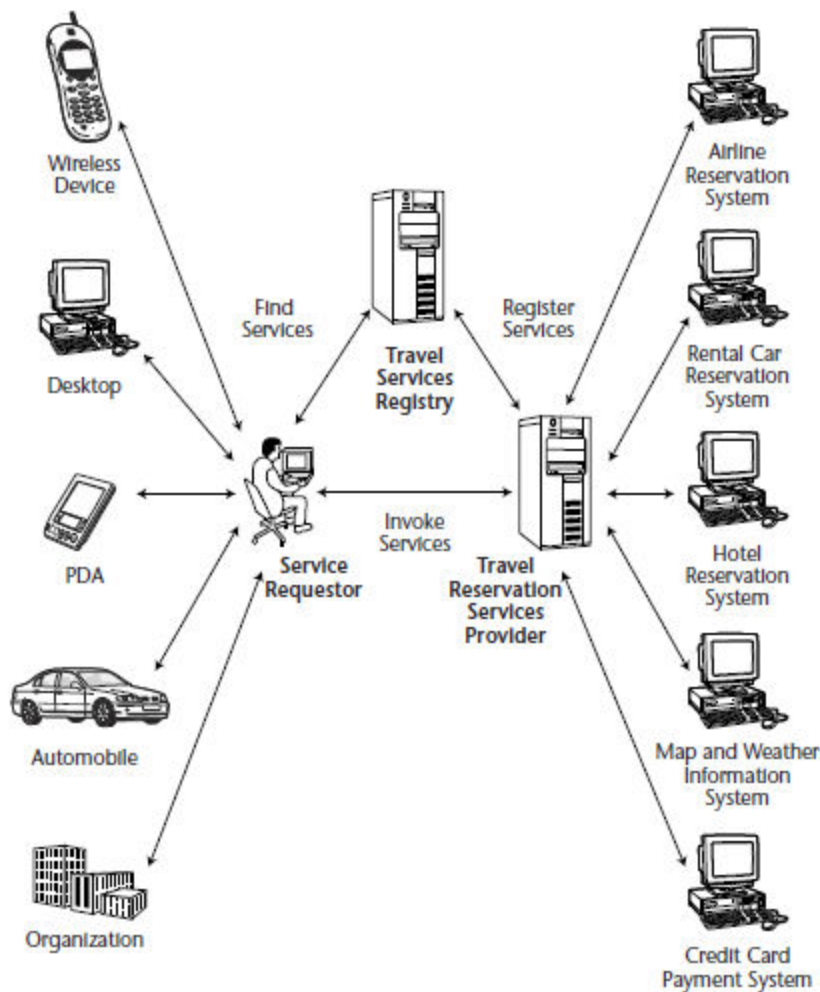 Wireless
Device
Airline
Reservation
System
Find
Services
Register
Services
Desktop
Travel
Services
Registry
Rental Car
Reservation
System
PDA
Invoke
Services
Service
Requestor
Travel
Reservation
Services
Provider
Hotel
Reservation
System
Automobile
Map and Weather
Information
System
Organization
Credit Card
Payment System